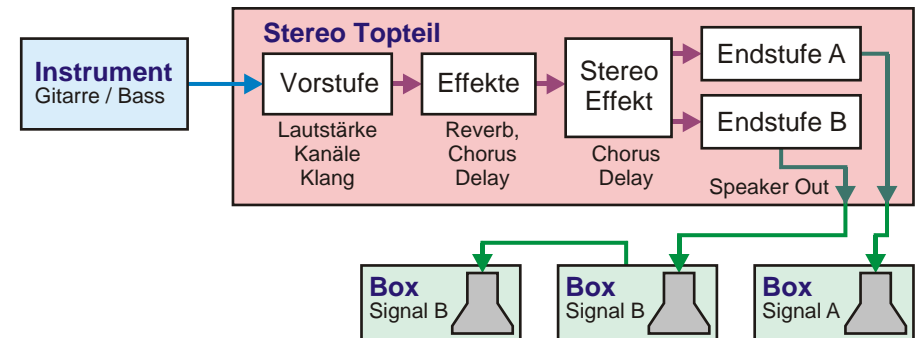 Stereo Topteil
Instrument
Gitarre / Bass
Vorstufe
Lautstärke
Kanäle
Klang
Effekte
Reverb,
Chorus
Delay
Stereo
Effekt
Chorus
Delay
Endstufe A
Endstufe B
Speaker Out
Box
Signal B
Box
Signal B
Box
Signal A